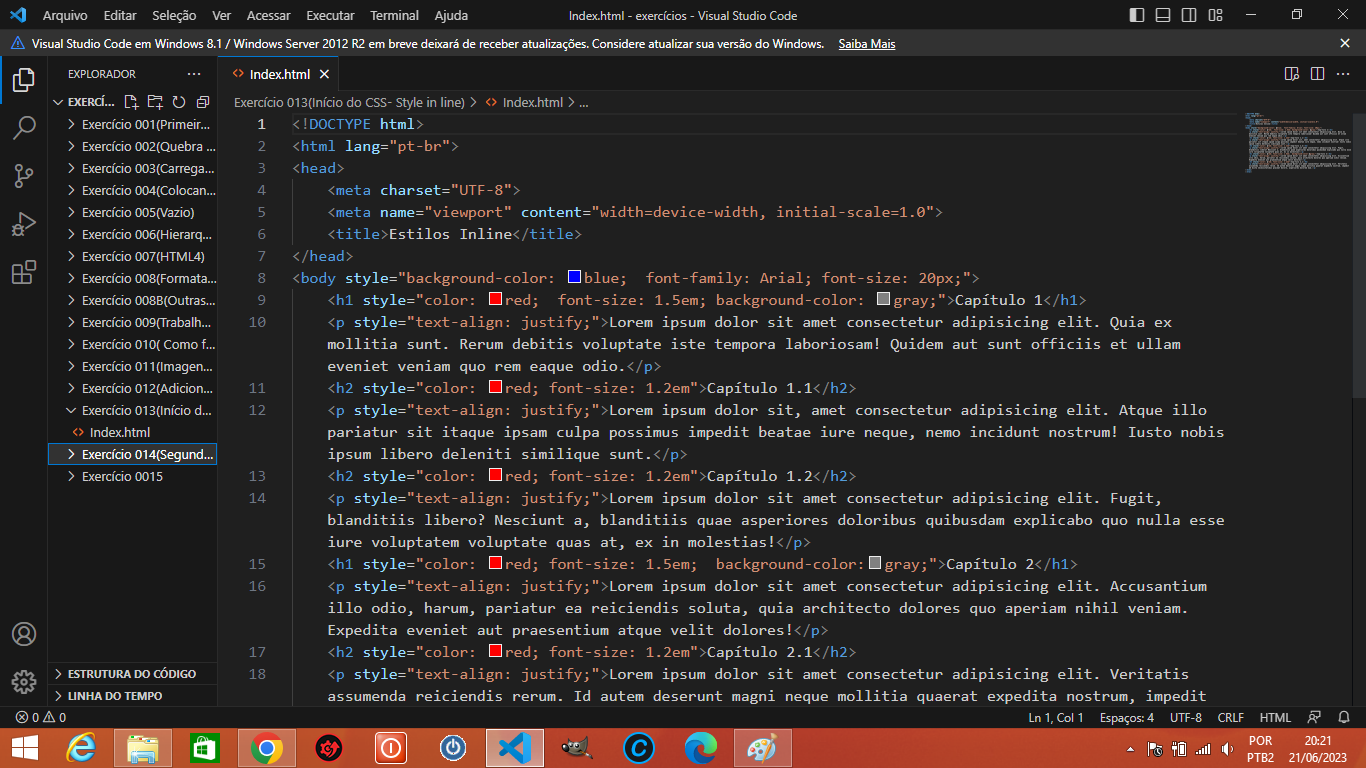 Arquivo Editar Seleção Ver Acessar Executar Terminal Ajuda Index.html - exercícios - Visual Studio Code
Visual Studio Code em Windows 8.1 / Windows Server 2012 R2 em breve deixará de receber atualizações. Considere atualizar sua versão do Windows. Saiba Mais
EXPLORADOR ...
Index.html
EXERCÍ...
Exercício 013(Início do CSS- Style in line) > Index.html > ...
Exercício 001(Primeir...
Exercício 002(Quebra ...
Exercício 003(Carrega...
Exercício 004(Colocan...
Exercício 005(Vazio)
Exercício 006(Hierarq...
Exercício 007(HTML4)
Exercício 008(Formata...
Exercício 008B(Outras...
Exercício 009(Trabalh...
Exercício 010( Como f...
Exercício 011(Imagen...
Exercício 012(Adicion...
Exercício 013(Início d...
Index.html
Exercício 014(Segund...
Exercício 0015
ESTRUTURA DO CÓDIGO
LINHA DO TEMPO
1 <!DOCTYPE html>
2 <html lang="pt-br">
3 <head>
4 <meta charset="UTF-8">
5 <meta name="viewport" content="width=device-width, initial-scale=1.0">
6 <title>Estilos Inline</title>
7 </head>
8 <body style="background-color: blue;  font-family: Arial; font-size: 20px;">
9 <h1 style="color: red;  font-size: 1.5em; background-color: gray;">Capítulo 1</h1>
10 <p style="text-align: justify;">Lorem ipsum dolor sit amet consectetur adipisicing elit. Quia ex
mollitia sunt. Rerum debitis voluptate iste tempora laboriosam! Quidem aut sunt officiis et ullam
eveniet veniam quo rem eaque odio.</p>
11 <h2 style="color: red; font-size: 1.2em">Capítulo 1.1</h2>
12 <p style="text-align: justify;">Lorem ipsum dolor sit, amet consectetur adipisicing elit. Atque illo
pariatur sit itaque ipsam culpa possimus impedit beatae iure neque, nemo incidunt nostrum! Iusto nobis
ipsum libero deleniti similique sunt.</p>
13 <h2 style="color: red; font-size: 1.2em">Capítulo 1.2</h2>
14 <p style="text-align: justify;">Lorem ipsum dolor sit amet consectetur adipisicing elit. Fugit,
blanditiis libero? Nesciunt a, blanditiis quae asperiores doloribus quibusdam explicabo quo nulla esse
iure voluptatem voluptate quas at, ex in molestias!</p>
15 <h1 style="color: red; font-size: 1.5em;  background-color:gray;">Capítulo 2</h1>
16 <p style="text-align: justify;">Lorem ipsum dolor sit amet consectetur adipisicing elit. Accusantium
illo odio, harum, pariatur ea reiciendis soluta, quia architecto dolores quo aperiam nihil veniam.
Expedita eveniet aut praesentium atque velit dolores!</p>
17 <h2 style="color: red; font-size: 1.2em">Capítulo 2.1</h2>
18 <p style="text-align: justify;">Lorem ipsum dolor sit amet consectetur adipisicing elit. Veritatis
assumenda reiciendis rerum. Id autem deserunt magni neque mollitia quaerat expedita nostrum, impedit
0 0 Ln 1, Col 1 Espaços: 4 UTF-8 CRLF HTML
POR 20:21
PTB2 21/06/2023